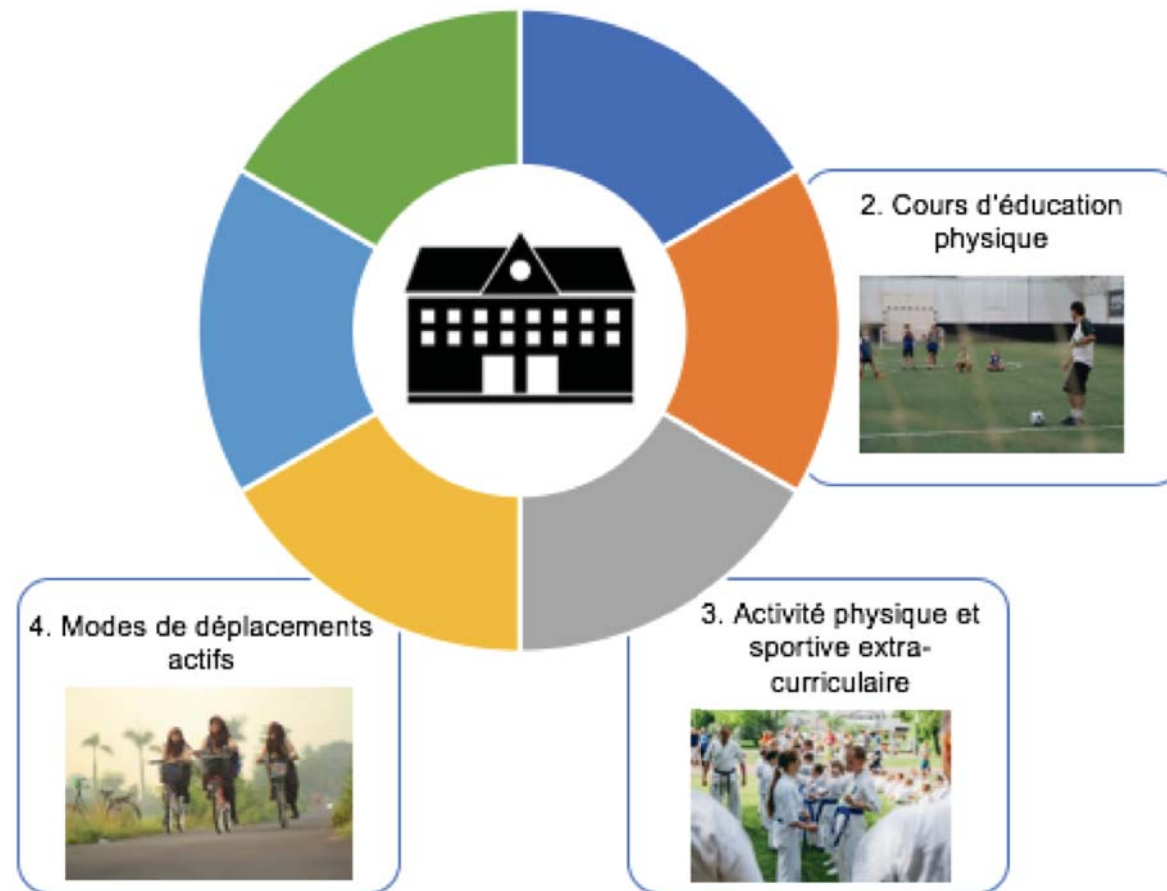 2. Cours d'éducation
physique
3. Activité physique et
sportive extra-
curriculaire
4. Modes de déplacements
actifs